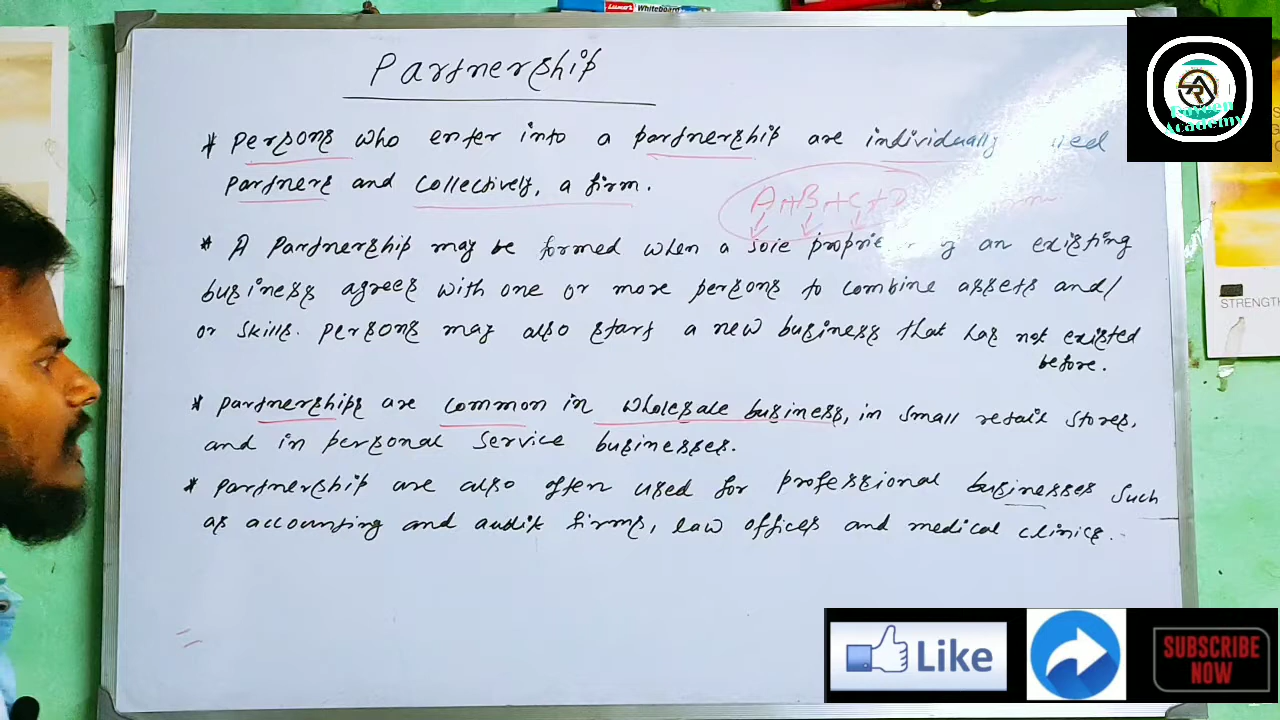 Luxor Whiteboard
Partnership
* Persons who enter into a partnership are individually
partners and collectively, a firm.
A+B+C+D
* A Partnership may be formed when a sole an existing
business agrees with one or more persons to combine assets and/
or skills. Persons may also start a new business that has not existed
before.
* Partnerships are common in wholesale business, in small retail stores,
and in personal service businesses.
* Partnership are also often used for professional businesses such
as accounting and audit firms, law offices and medical clinics.
Academy
STRENGTH
Like
SUBSCRIBE
NOW